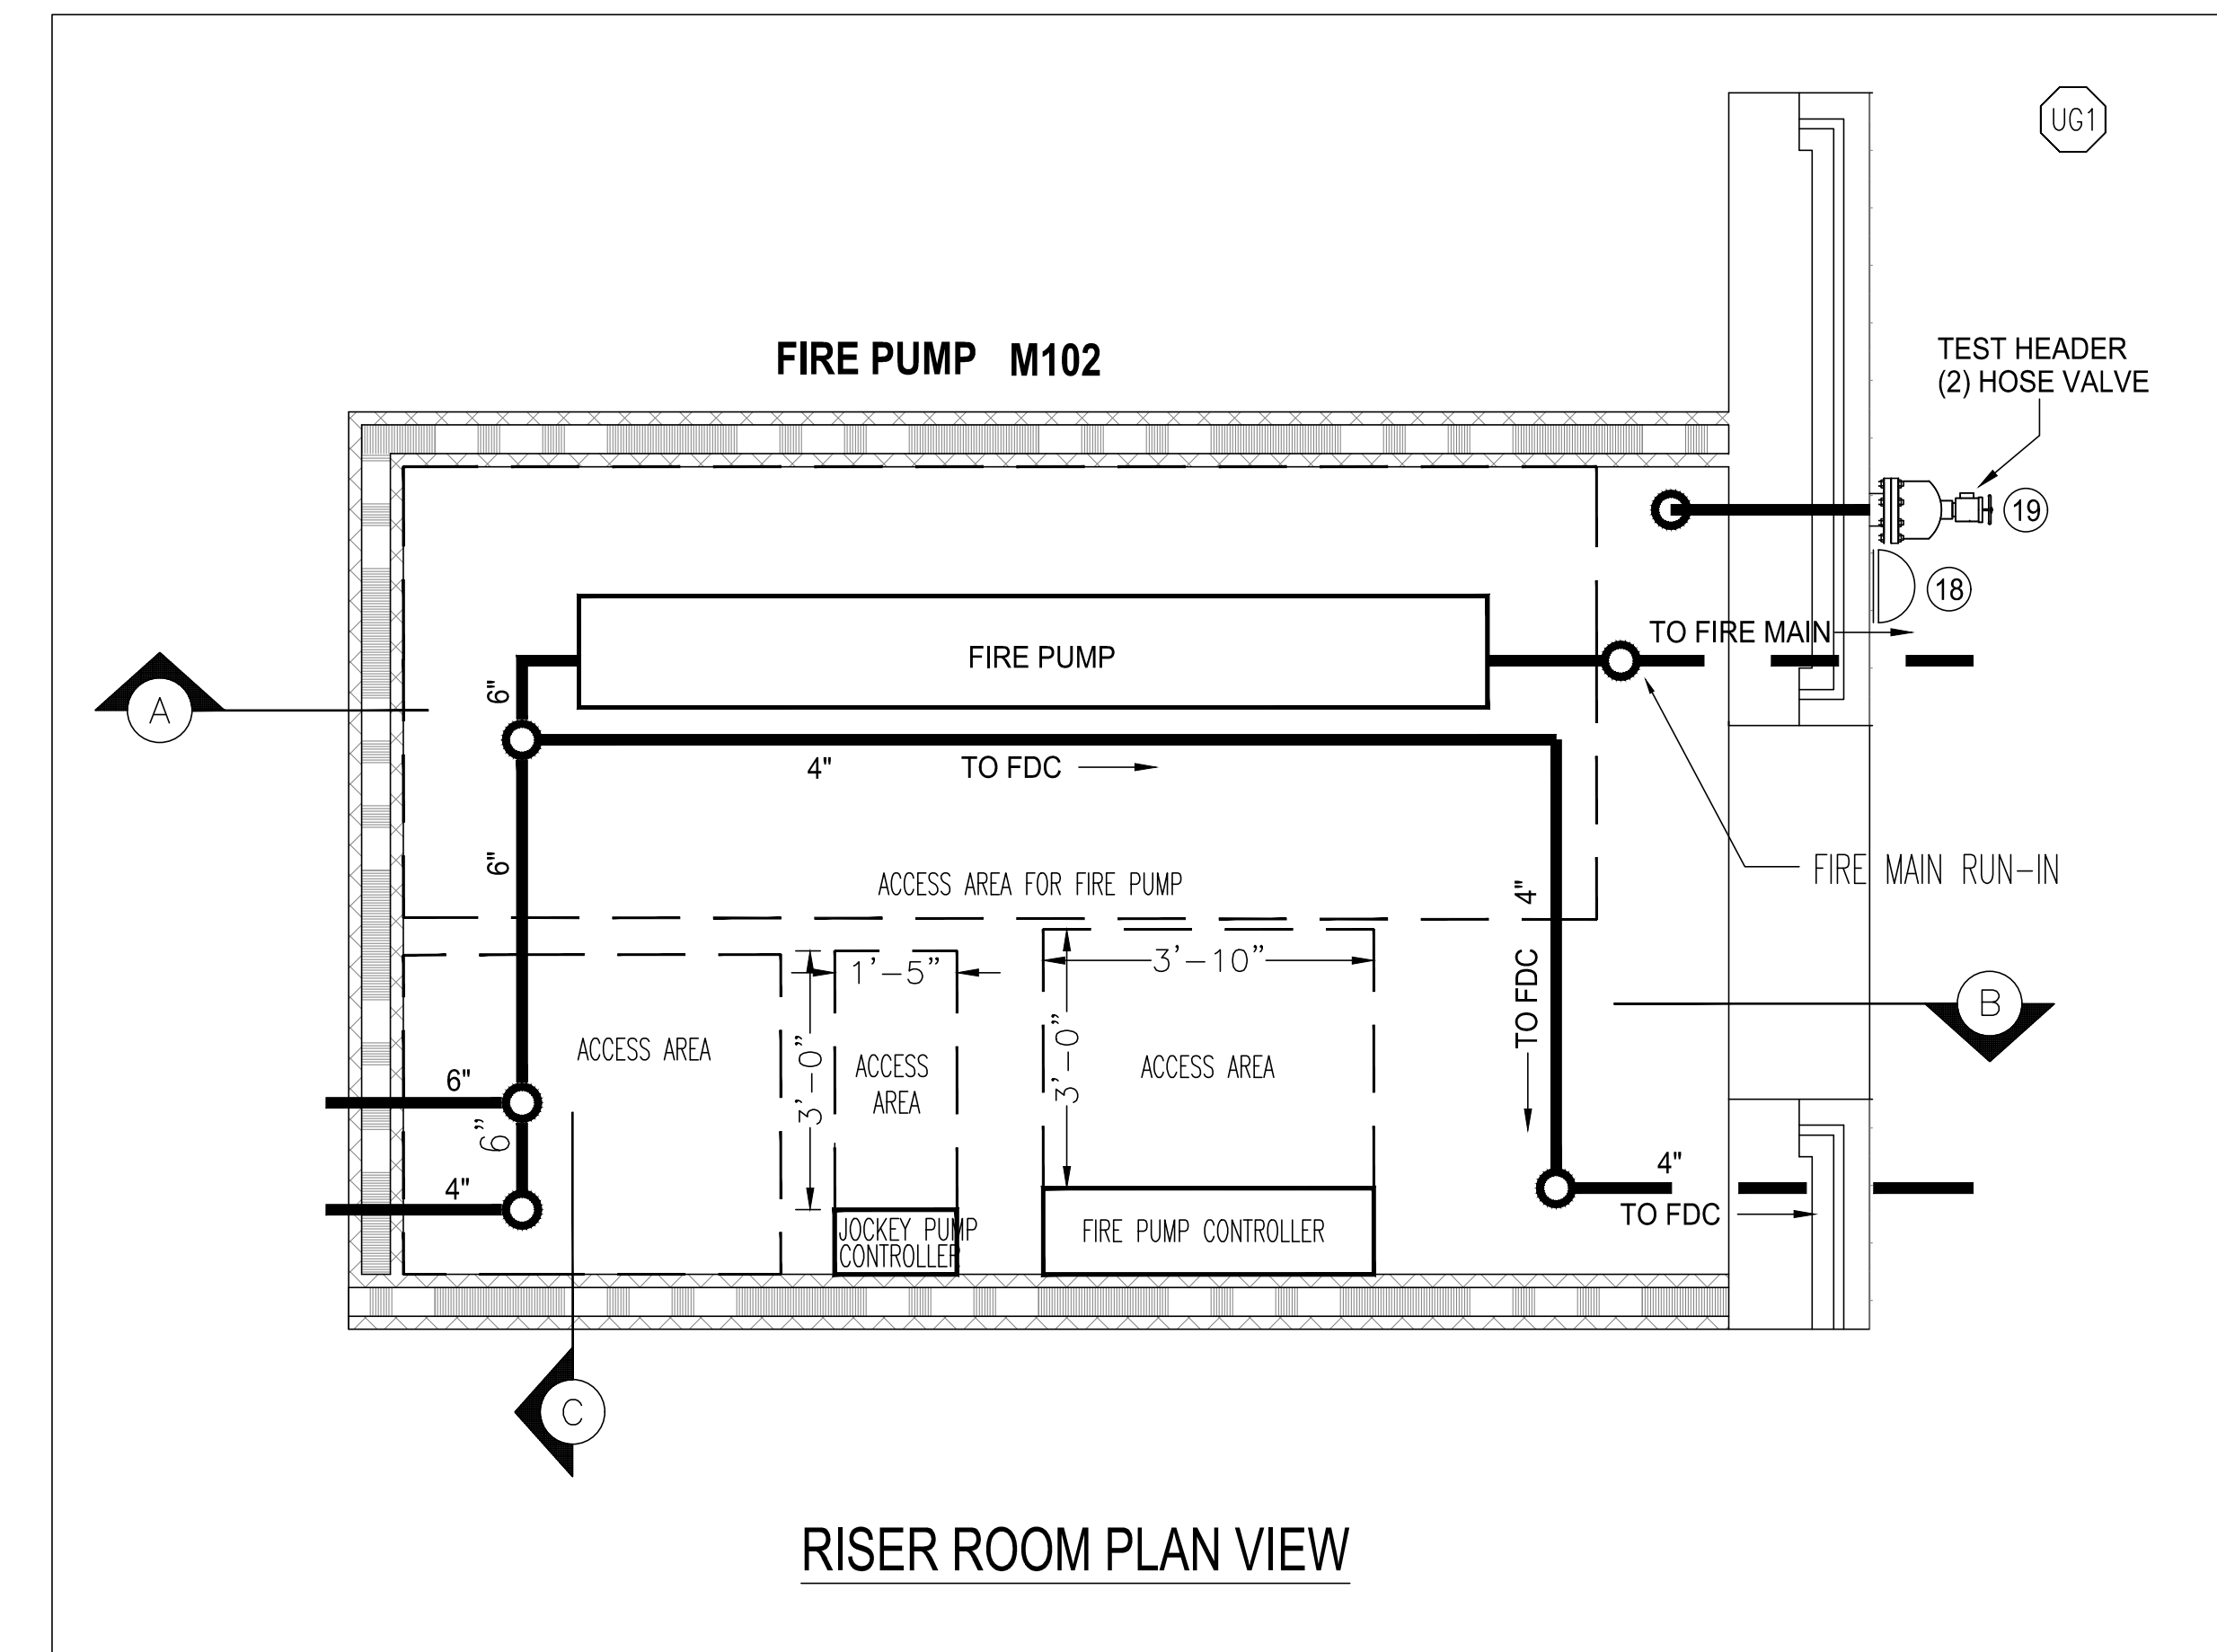 UG1
FIRE PUMP M102
TEST HEADER
(2) HOSE VALVE
19
18
TO FIRE MAIN
FIRE PUMP
6"
A
4"
TO FDC
6"
FIRE MAIN RUN-IN
ACCESS AREA FOR FIRE PUMP
4"
TO FDC
1'-5"
3'-10"
B
3'-0"
3'-0"
ACCESS AREA
ACCESS
AREA
ACCESS AREA
6"
6"
4"
4"
TO FDC
JOCKEY PUMP
CONTROLLER
FIRE PUMP CONTROLLER
C
RISER ROOM PLAN VIEW